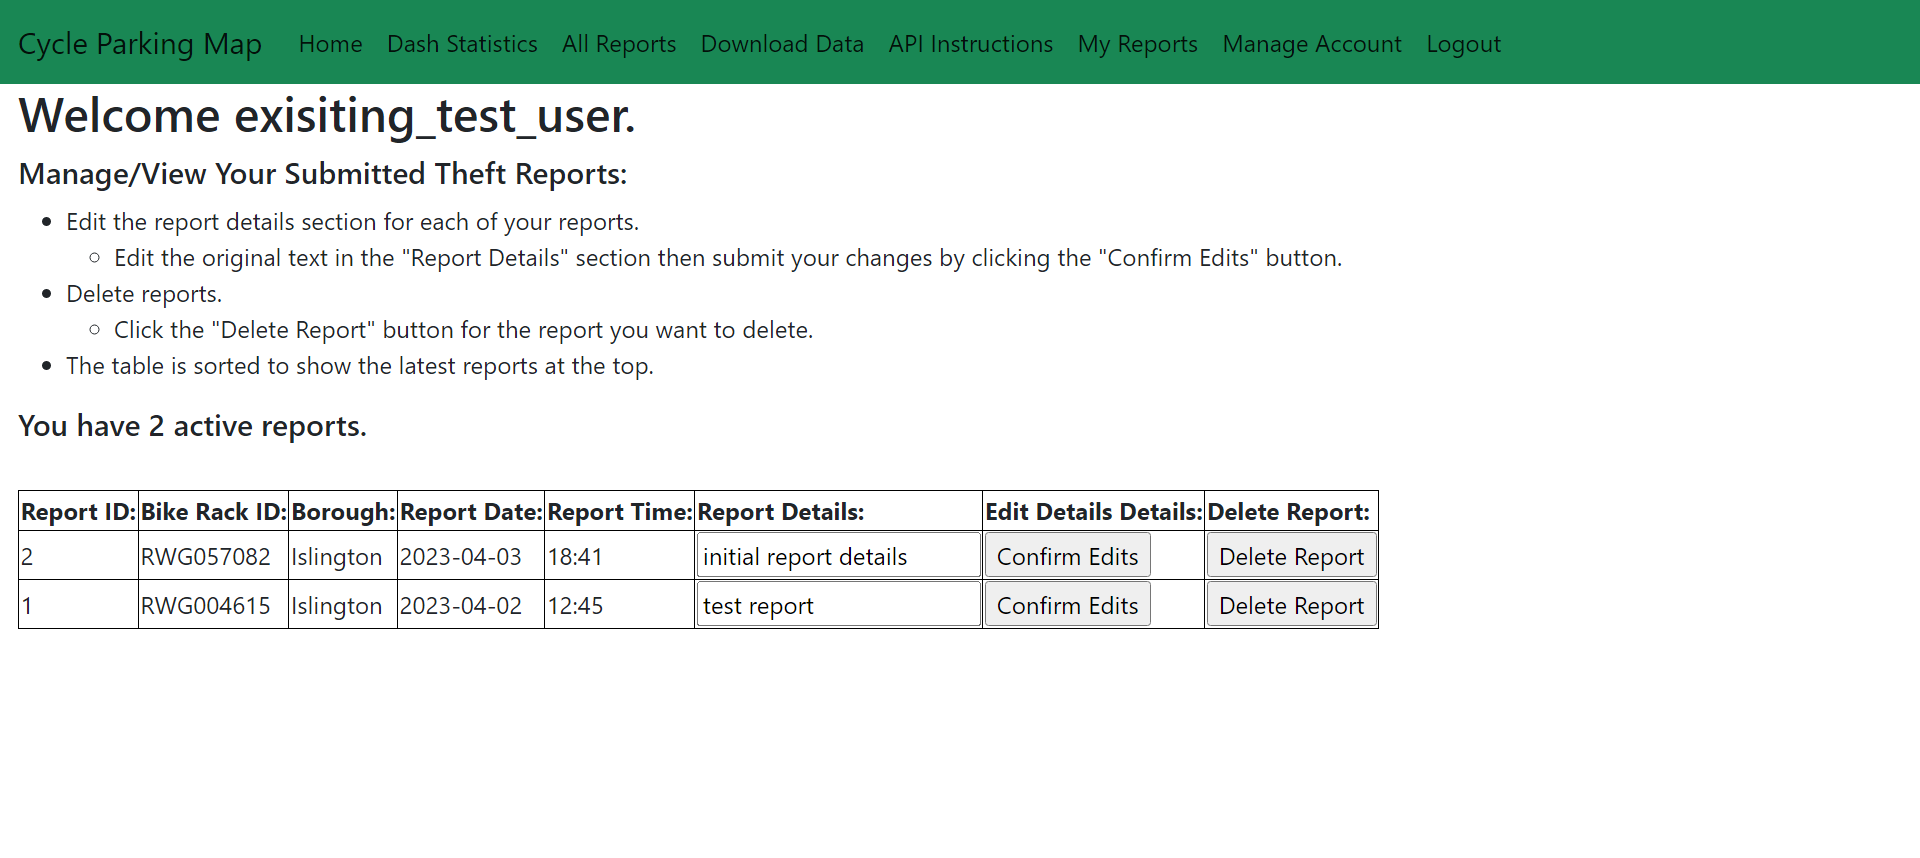 Cycle Parking Map Home Dash Statistics All Reports Download Data API Instructions My Reports Manage Account Logout
Welcome exisiting_test_user.
Manage/View Your Submitted Theft Reports:
Edit the report details section for each of your reports.
Edit the original text in the "Report Details" section then submit your changes by clicking the "Confirm Edits" button.
Delete reports.
Click the "Delete Report" button for the report you want to delete.
The table is sorted to show the latest reports at the top.
You have 2 active reports.
Report ID: Bike Rack ID: Borough: Report Date: Report Time: Report Details: Edit Details Details: Delete Report:
2 RWG057082 Islington 2023-04-03 18:41 initial report details Confirm Edits Delete Report
1 RWG004615 Islington 2023-04-02 12:45 test report Confirm Edits Delete Report